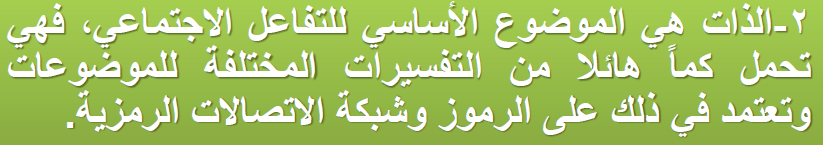 ٢-الذات هي الموضوع الأساسي للتفاعل الاجتماعي، فهي
تحمل كماً هائلا من التفسيرات المختلفة للموضوعات
وتعتمد في ذلك على الرموز وشبكة الاتصالات الرمزية.